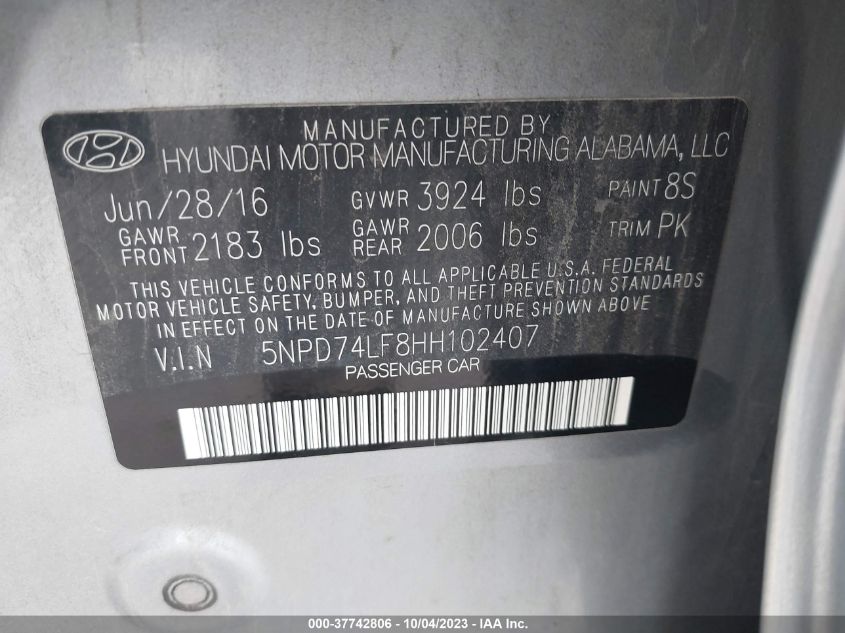 MANUFACTURED BY
HYUNDAI MOTOR MANUFACTURING ALABAMA, LLC
Jun/28/16 GVWR 3924 lbs PAINT 8S
GAWR FRONT 2183 lbs GAWR REAR 2006 lbs TRIM PK
THIS VEHICLE CONFORMS TO ALL APPLICABLE U.S.A. FEDERAL
MOTOR VEHICLE SAFETY, BUMPER, AND THEFT PREVENTION STANDARDS
IN EFFECT ON THE DATE OF MANUFACTURE SHOWN ABOVE
V.I.N 5NPD74LF8HH102407
PASSENGER CAR
000-37742806 - 10/04/2023 - IAA Inc.